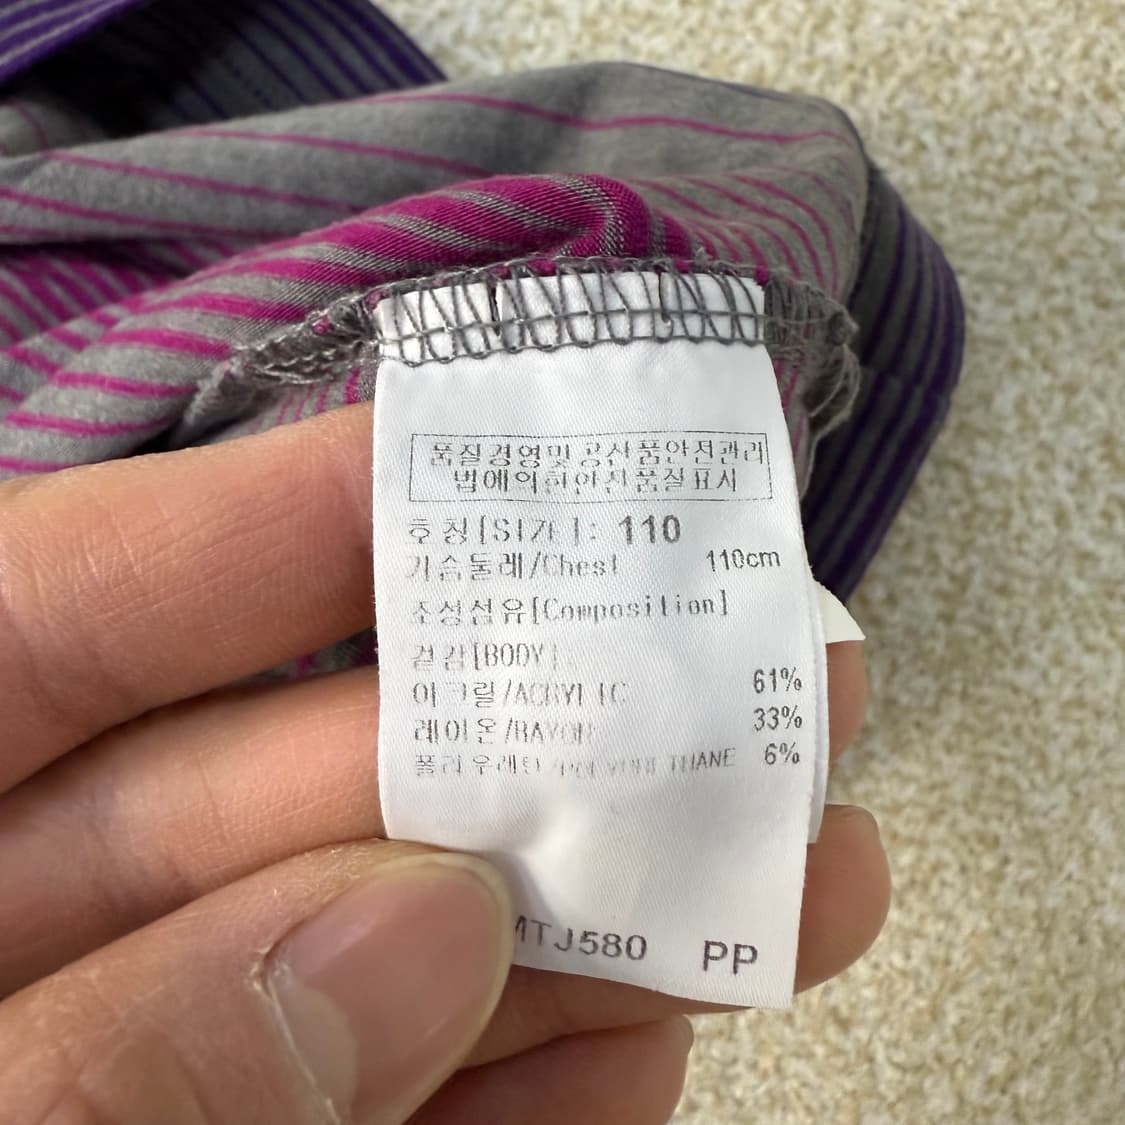 품질경영및공산품안전관리
법에의한안전품질표시
호칭[SIZE]: 110
가슴둘레/Chest 110cm
조성섬유[Composition]
겉감[BODY]:
아크릴/ACRYLIC 61%
레이온/RAYON 33%
폴리우레탄/POLYURETHANE 6%
MTJ580 PP